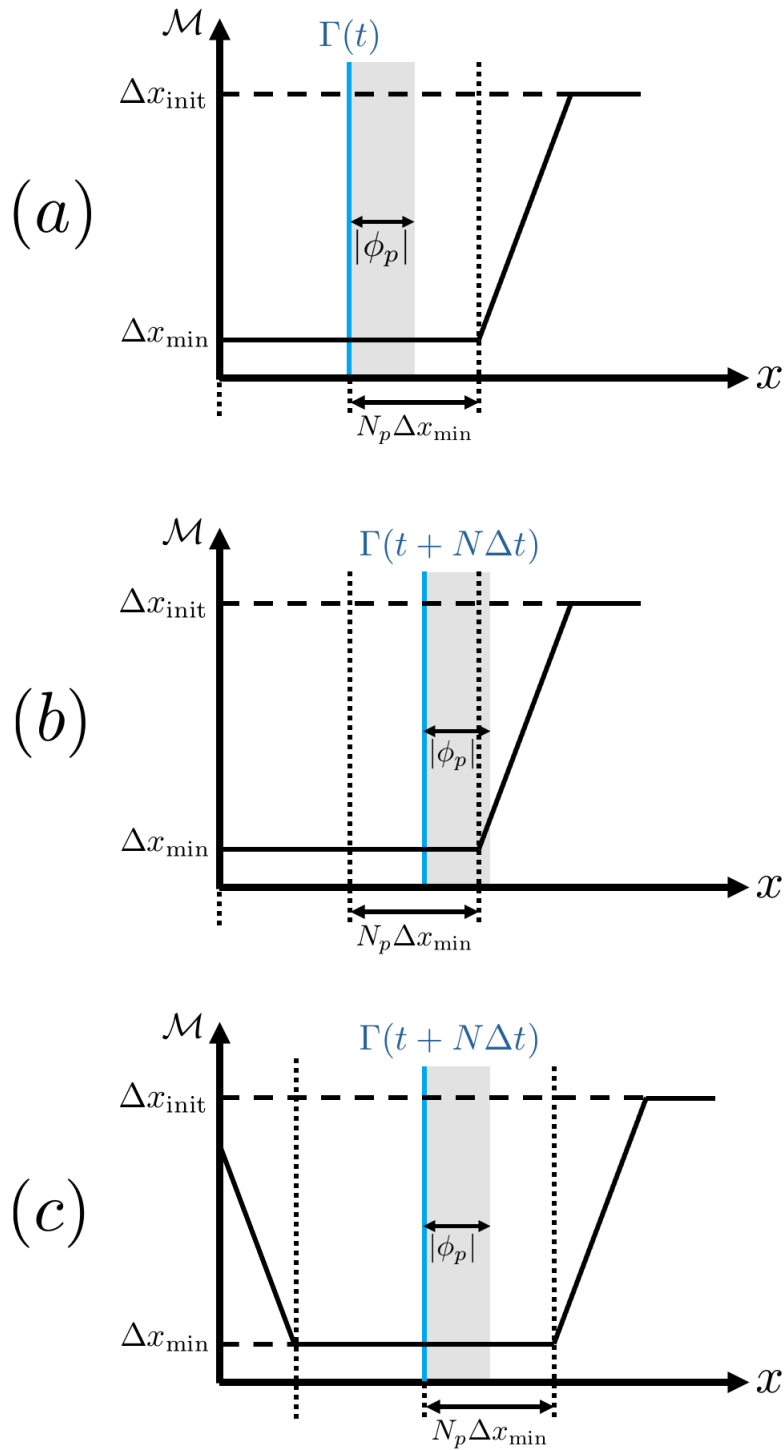 ℳ
Γ(t)
Δx_init
(a)
|ϕ_p|
Δx_min
x
N_pΔx_min
ℳ
Γ(t + NΔt)
Δx_init
(b)
|ϕ_p|
Δx_min
x
N_pΔx_min
ℳ
Γ(t + NΔt)
Δx_init
(c)
|ϕ_p|
Δx_min
x
N_pΔx_min